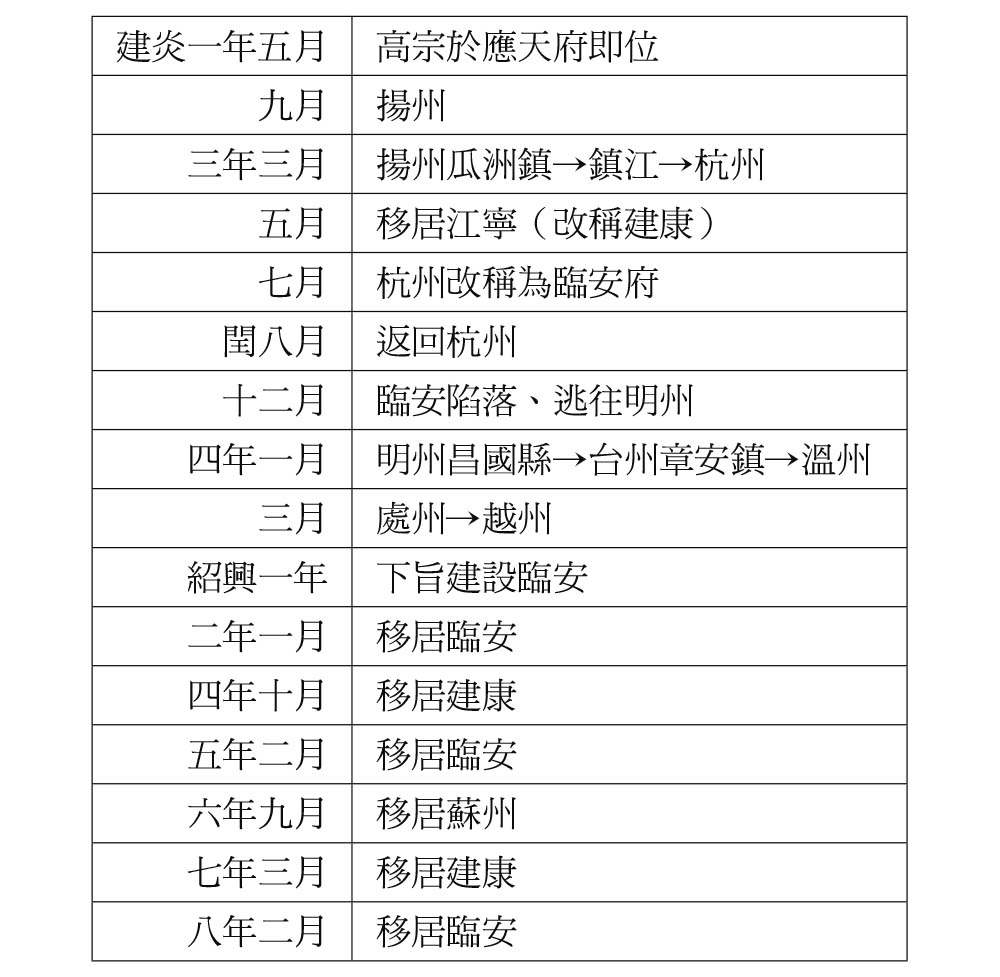 建炎一年五月 高宗於應天府即位
九月 揚州
三年三月 揚州瓜洲鎮→鎮江→杭州
五月 移居江寧（改稱建康）
七月 杭州改稱為臨安府
閏八月 返回杭州
十二月 臨安陷落、逃往明州
四年一月 明州昌國縣→台州章安鎮→溫州
三月 處州→越州
紹興一年 下旨建設臨安
二年一月 移居臨安
四年十月 移居建康
五年二月 移居臨安
六年九月 移居蘇州
七年三月 移居建康
八年二月 移居臨安